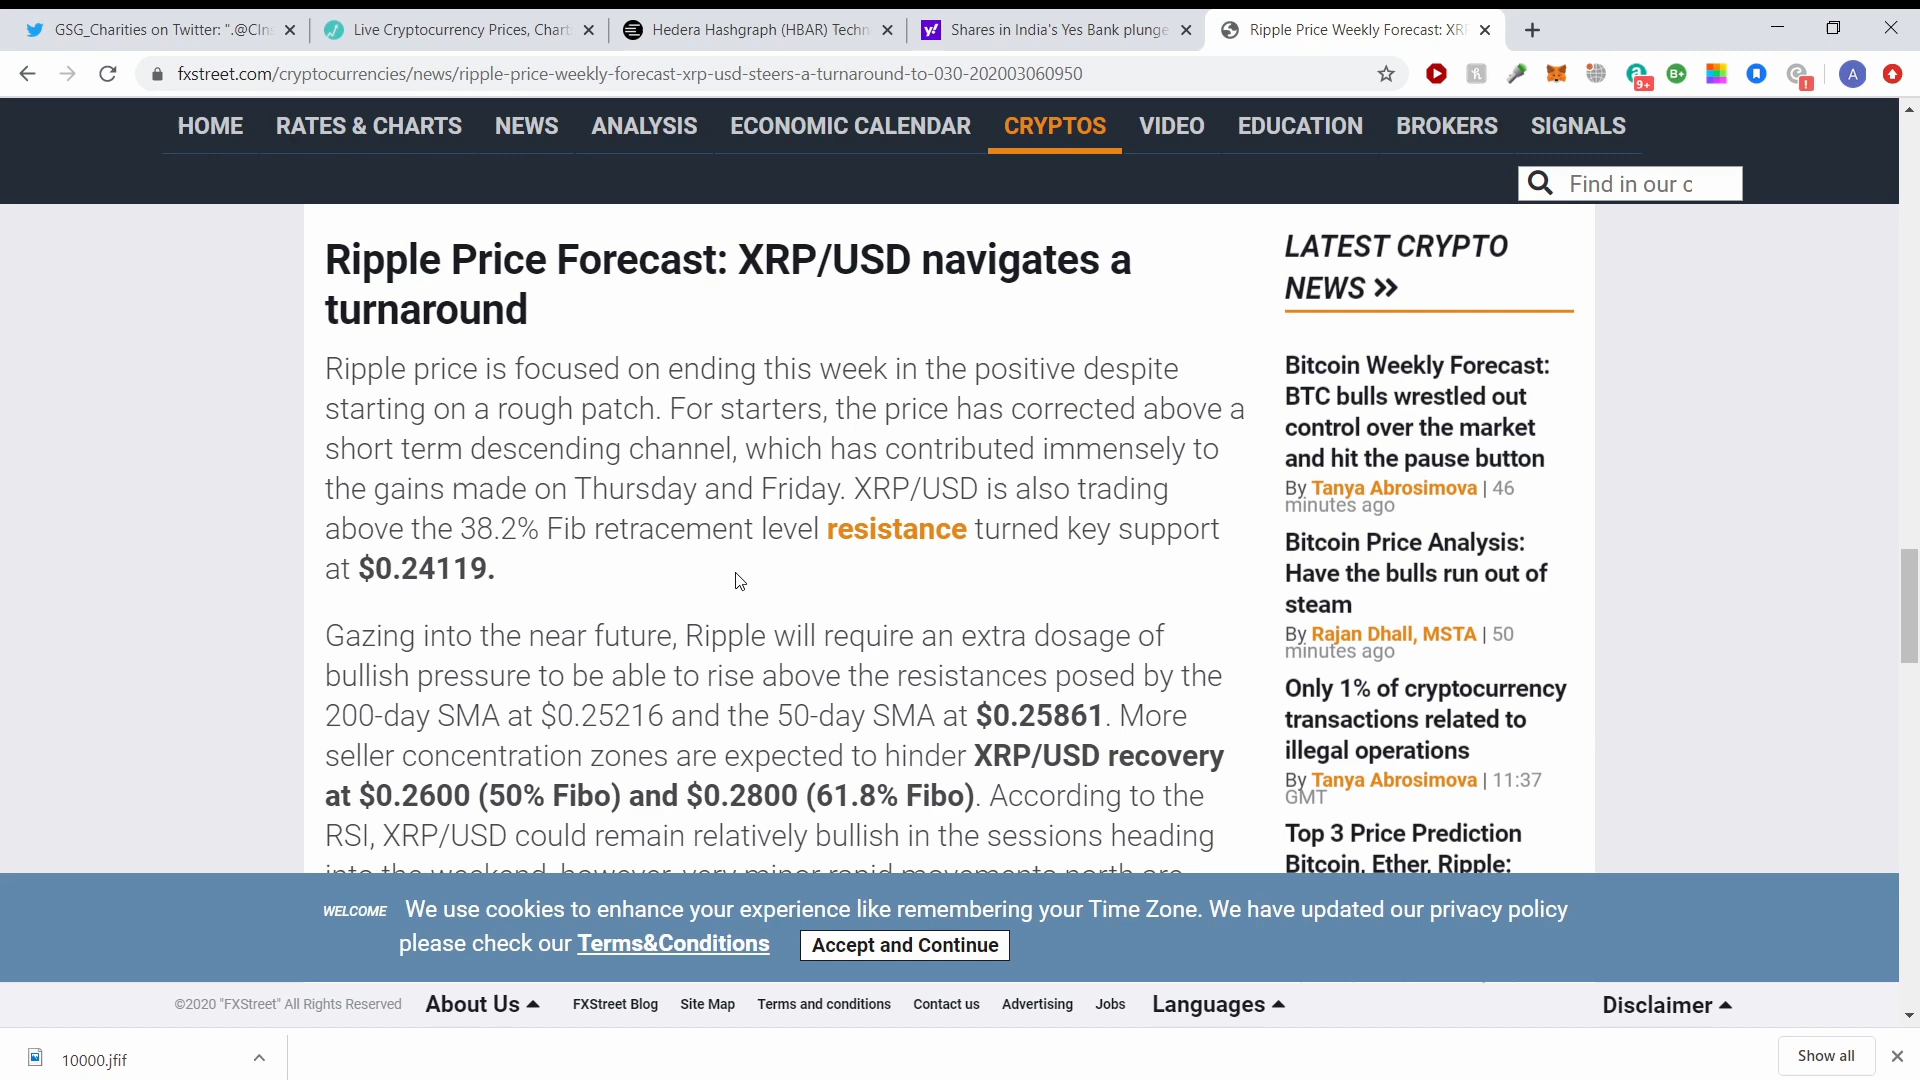 GSG_Charities on Twitter: ".@CIns
Live Cryptocurrency Prices, Chart
Hedera Hashgraph (HBAR) Techn
Shares in India's Yes Bank plunge
Ripple Price Weekly Forecast: XRP
fxstreet.com/cryptocurrencies/news/ripple-price-weekly-forecast-xrp-usd-steers-a-turnaround-to-030-202003060950
9+
B+
A
HOME RATES & CHARTS NEWS ANALYSIS ECONOMIC CALENDAR CRYPTOS VIDEO EDUCATION BROKERS SIGNALS
Find in our c
Ripple Price Forecast: XRP/USD navigates a
turnaround
Ripple price is focused on ending this week in the positive despite
starting on a rough patch. For starters, the price has corrected above a
short term descending channel, which has contributed immensely to
the gains made on Thursday and Friday. XRP/USD is also trading
above the 38.2% Fib retracement level resistance turned key support
at $0.24119.
Gazing into the near future, Ripple will require an extra dosage of
bullish pressure to be able to rise above the resistances posed by the
200-day SMA at $0.25216 and the 50-day SMA at $0.25861. More
seller concentration zones are expected to hinder XRP/USD recovery
at $0.2600 (50% Fibo) and $0.2800 (61.8% Fibo). According to the
RSI, XRP/USD could remain relatively bullish in the sessions heading
into the weekend, however, very minor rapid movements north are
LATEST CRYPTO
NEWS
Bitcoin Weekly Forecast:
BTC bulls wrestled out
control over the market
and hit the pause button
By Tanya Abrosimova | 46
minutes ago
Bitcoin Price Analysis:
Have the bulls run out of
steam
By Rajan Dhall, MSTA | 50
minutes ago
Only 1% of cryptocurrency
transactions related to
illegal operations
By Tanya Abrosimova | 11:37
GMT
Top 3 Price Prediction
Bitcoin, Ether, Ripple:
WELCOME We use cookies to enhance your experience like remembering your Time Zone. We have updated our privacy policy
please check our Terms&Conditions Accept and Continue
©2020 "FXStreet" All Rights Reserved About Us FXStreet Blog Site Map Terms and conditions Contact us Advertising Jobs Languages Disclaimer
10000.jfif
Show all